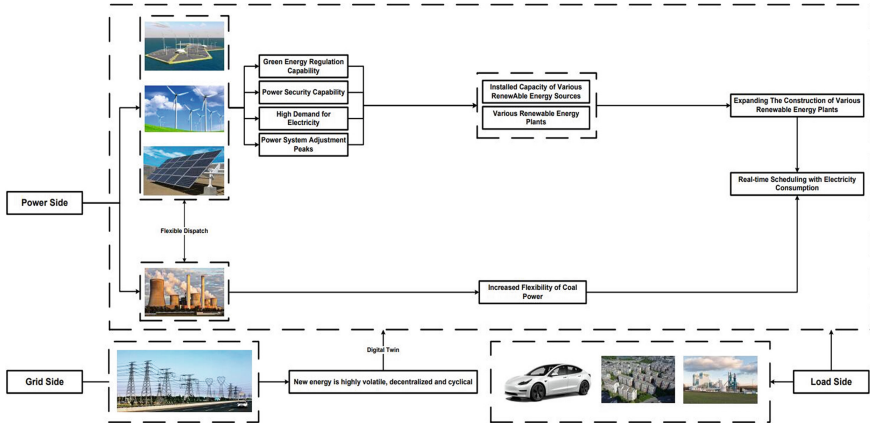 Green Energy Regulation
Capability
Power Security Capability
High Demand for
Electricity
Power System Adjustment
Peaks
Installed Capacity of Various
RenewAble Energy Sources
Various Renewable Energy
Plants
Expanding The Construction of Various
Renewable Energy Plants
Real-time Scheduling with Electricity
Consumption
Power Side
Flexible Dispatch
Increased Flexibility of Coal
Power
Digital Twin
Grid Side
New energy is highly volatile, decentralized and cyclical
Load Side